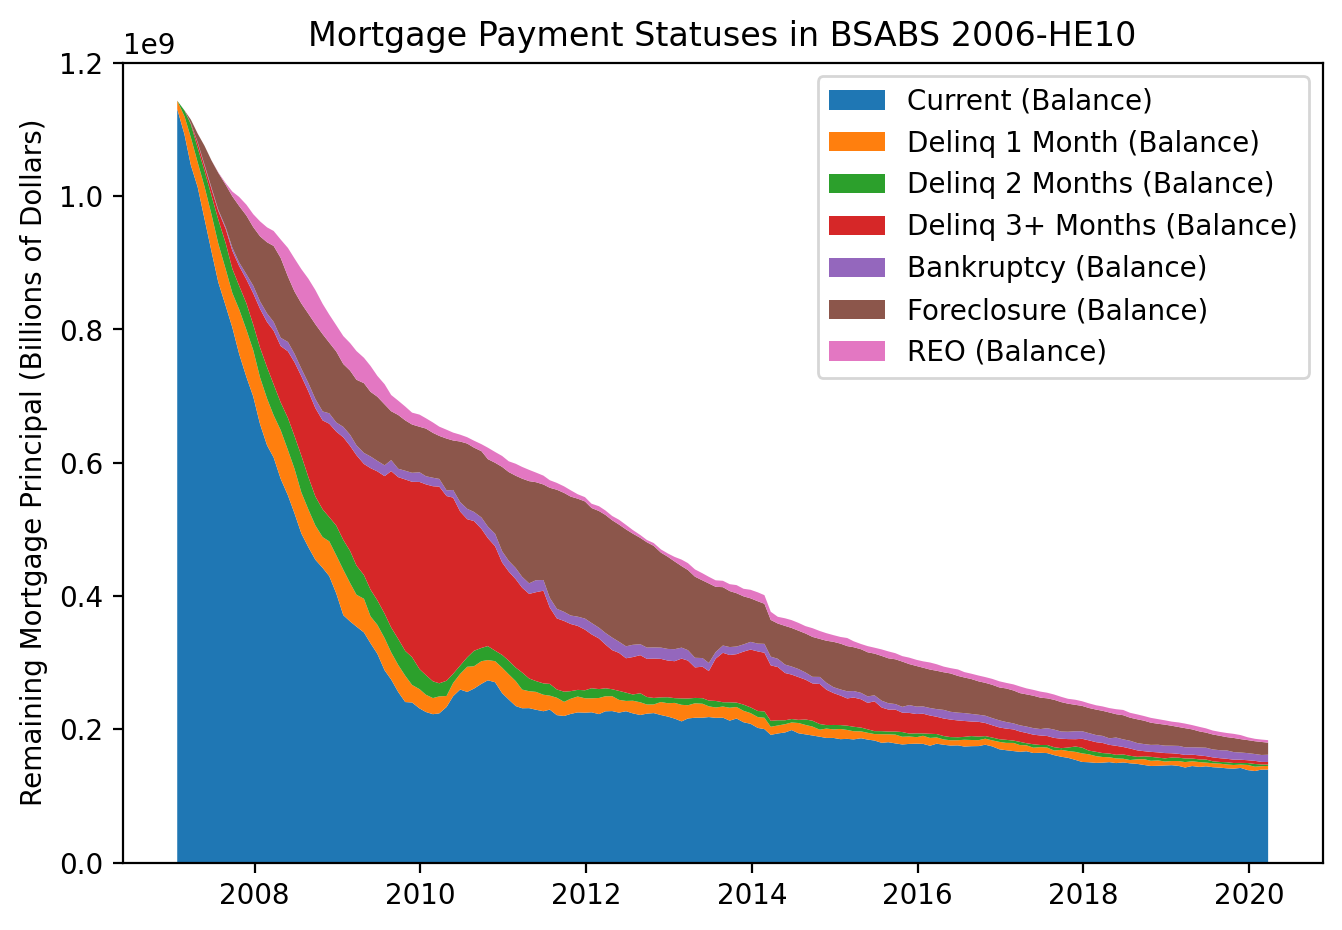 Mortgage Payment Statuses in BSABS 2006-HE10
1e9
Remaining Mortgage Principal (Billions of Dollars)
1.2
1.0
0.8
0.6
0.4
0.2
0.0
Current (Balance)
Delinq 1 Month (Balance)
Delinq 2 Months (Balance)
Delinq 3+ Months (Balance)
Bankruptcy (Balance)
Foreclosure (Balance)
REO (Balance)
2008 2010 2012 2014 2016 2018 2020